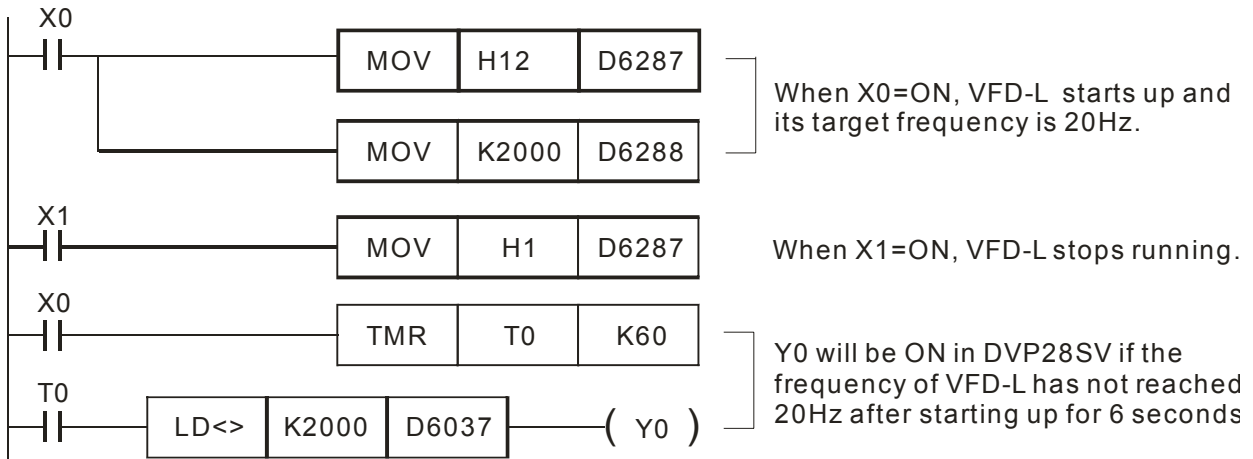 X0
MOV H12 D6287
When X0=ON, VFD-L starts up and
its target frequency is 20Hz.
MOV K2000 D6288
X1
MOV H1 D6287
When X1=ON, VFD-L stops running.
X0
TMR T0 K60
Y0 will be ON in DVP28SV if the
frequency of VFD-L has not reached
20Hz after starting up for 6 seconds
T0
LD<> K2000 D6037 ( Y0 )